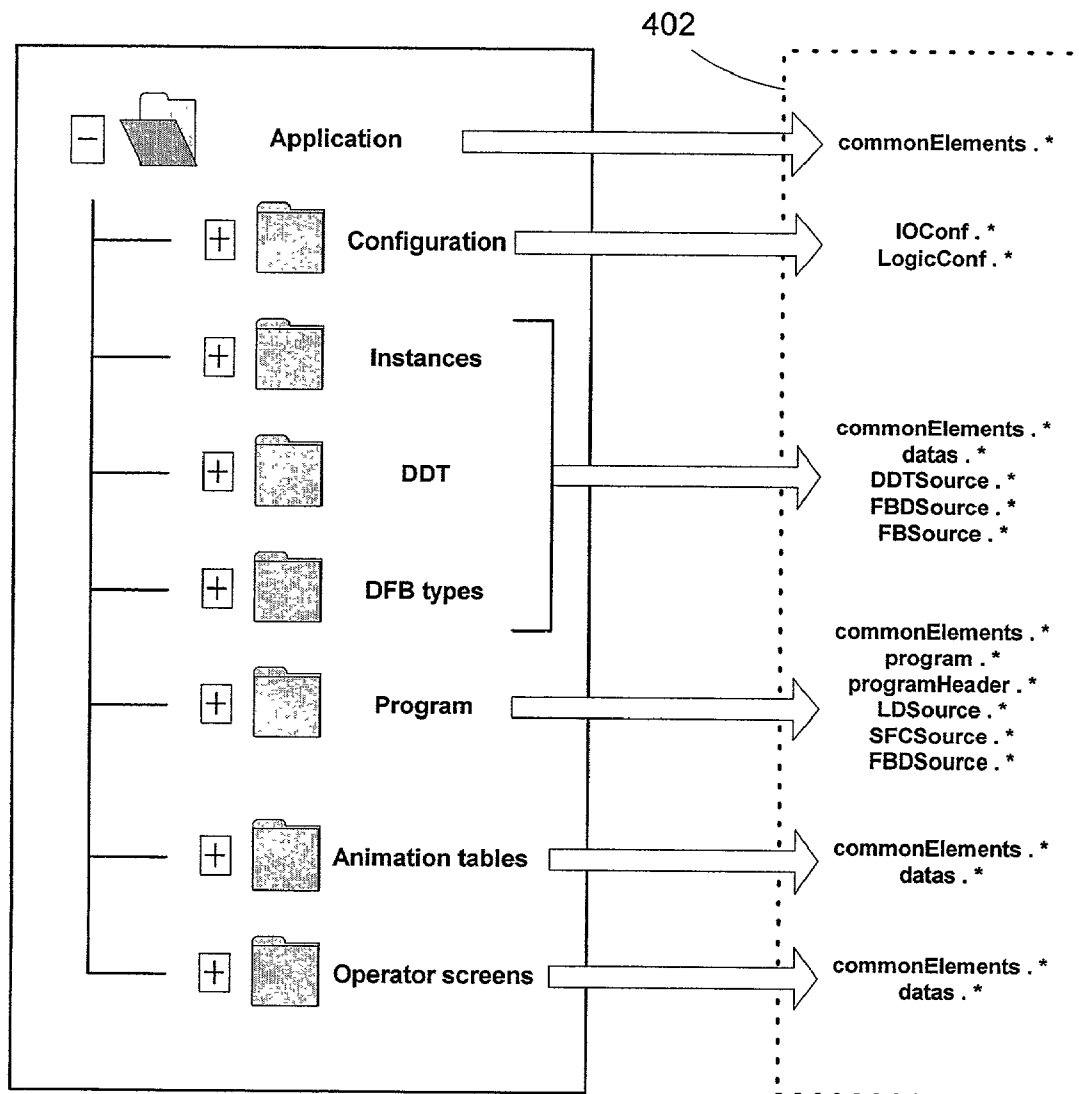 402
Application
commonElements . *
Configuration
IOConf . *
LogicConf . *
Instances
DDT
DFB types
commonElements . *
datas . *
DDTSource . *
FBDSource . *
FBSource . *
Program
commonElements . *
program . *
programHeader . *
LDSource . *
SFCSource . *
FBDSource . *
Animation tables
commonElements . *
datas . *
Operator screens
commonElements . *
datas . *